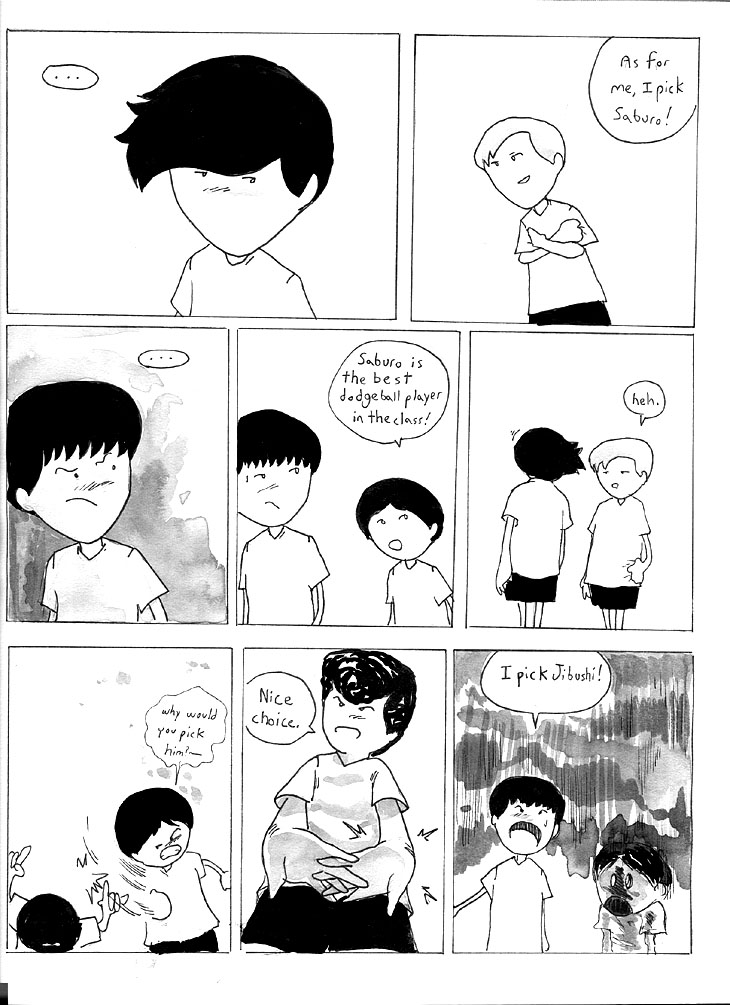 ...
As for
me, I pick
Saburo!
...
Saburo is
the best
dodgeball player
in the class!
heh.
why would
you pick
him?~
Nice
choice.
I pick Jibushi!